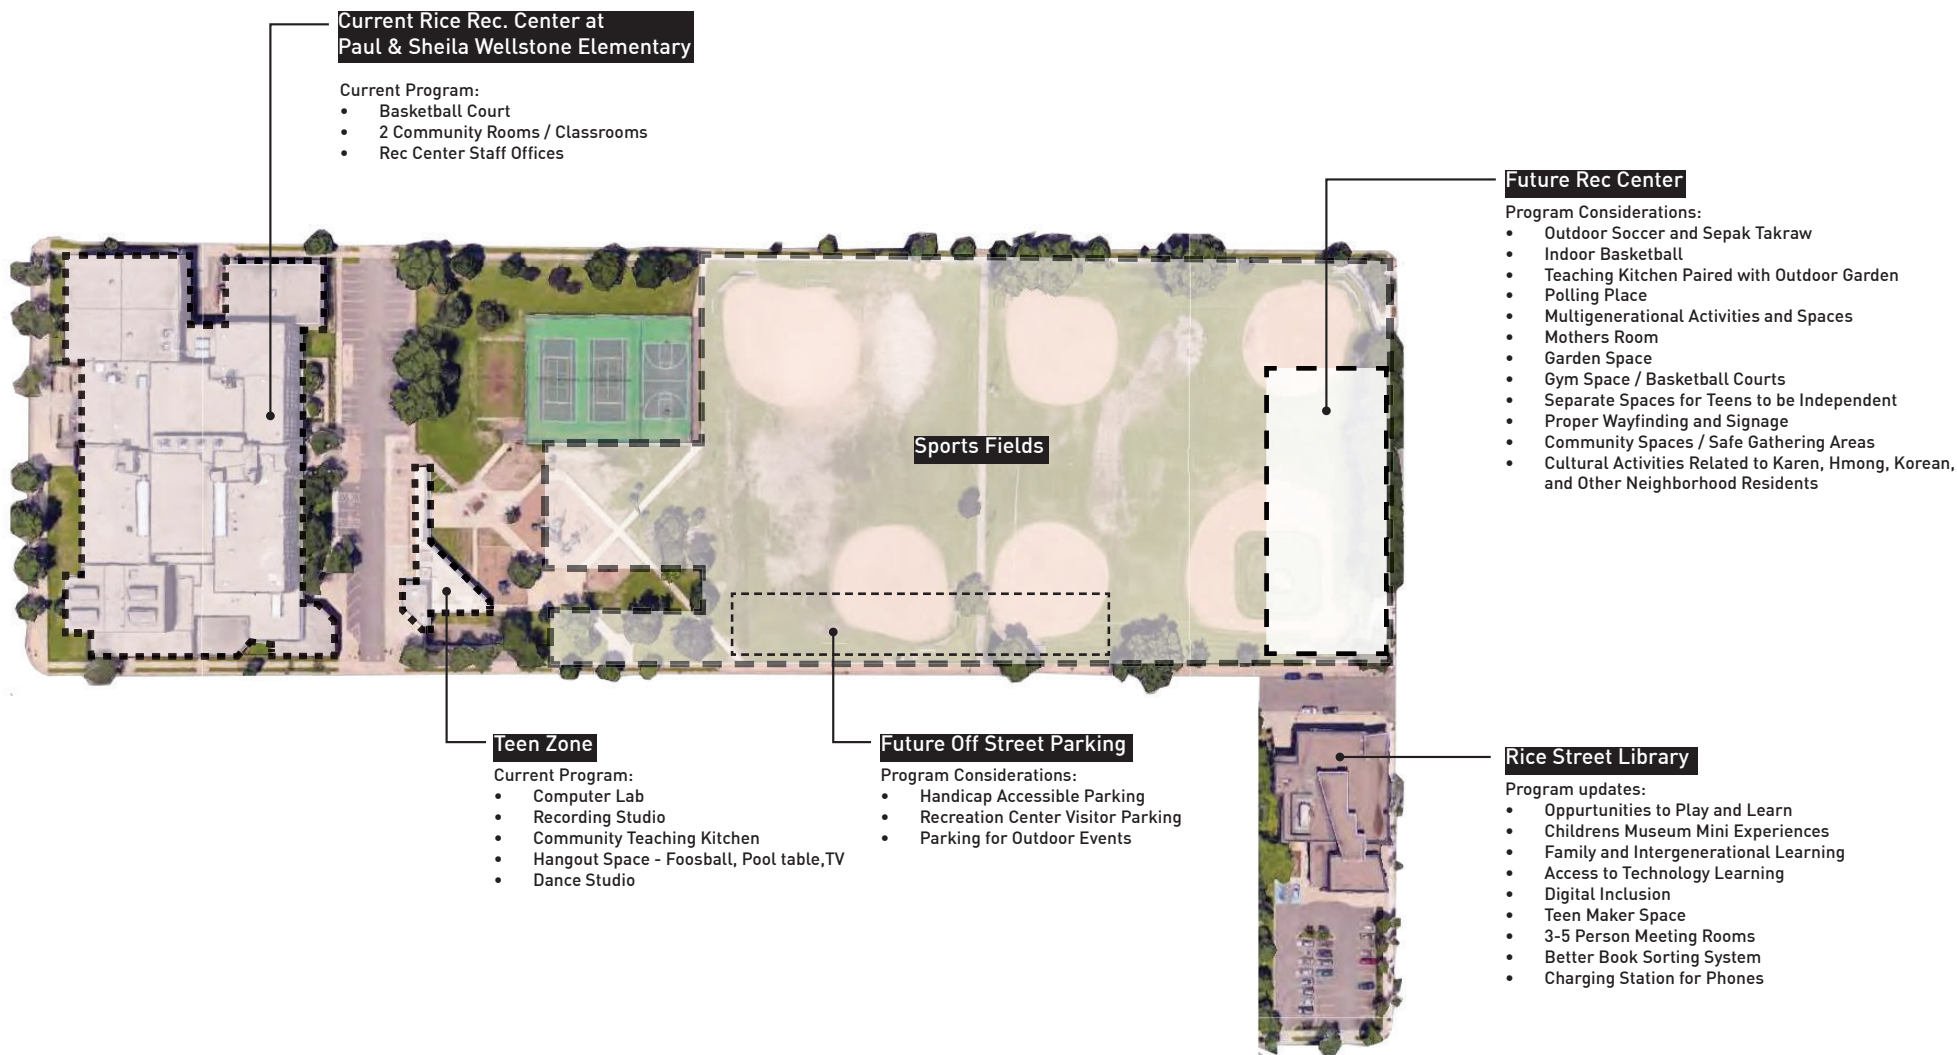 Current Rice Rec. Center at
Paul & Sheila Wellstone Elementary
Current Program:
• Basketball Court
• 2 Community Rooms / Classrooms
• Rec Center Staff Offices
Future Rec Center
Program Considerations:
• Outdoor Soccer and Sepak Takraw
• Indoor Basketball
• Teaching Kitchen Paired with Outdoor Garden
• Polling Place
• Multigenerational Activities and Spaces
• Mothers Room
• Garden Space
• Gym Space / Basketball Courts
• Separate Spaces for Teens to be Independent
• Proper Wayfinding and Signage
• Community Spaces / Safe Gathering Areas
• Cultural Activities Related to Karen, Hmong, Korean,
and Other Neighborhood Residents
Sports Fields
Teen Zone
Current Program:
• Computer Lab
• Recording Studio
• Community Teaching Kitchen
• Hangout Space - Foosball, Pool table,TV
• Dance Studio
Future Off Street Parking
Program Considerations:
• Handicap Accessible Parking
• Recreation Center Visitor Parking
• Parking for Outdoor Events
Rice Street Library
Program updates:
• Oppurtunities to Play and Learn
• Childrens Museum Mini Experiences
• Family and Intergenerational Learning
• Access to Technology Learning
• Digital Inclusion
• Teen Maker Space
• 3-5 Person Meeting Rooms
• Better Book Sorting System
• Charging Station for Phones